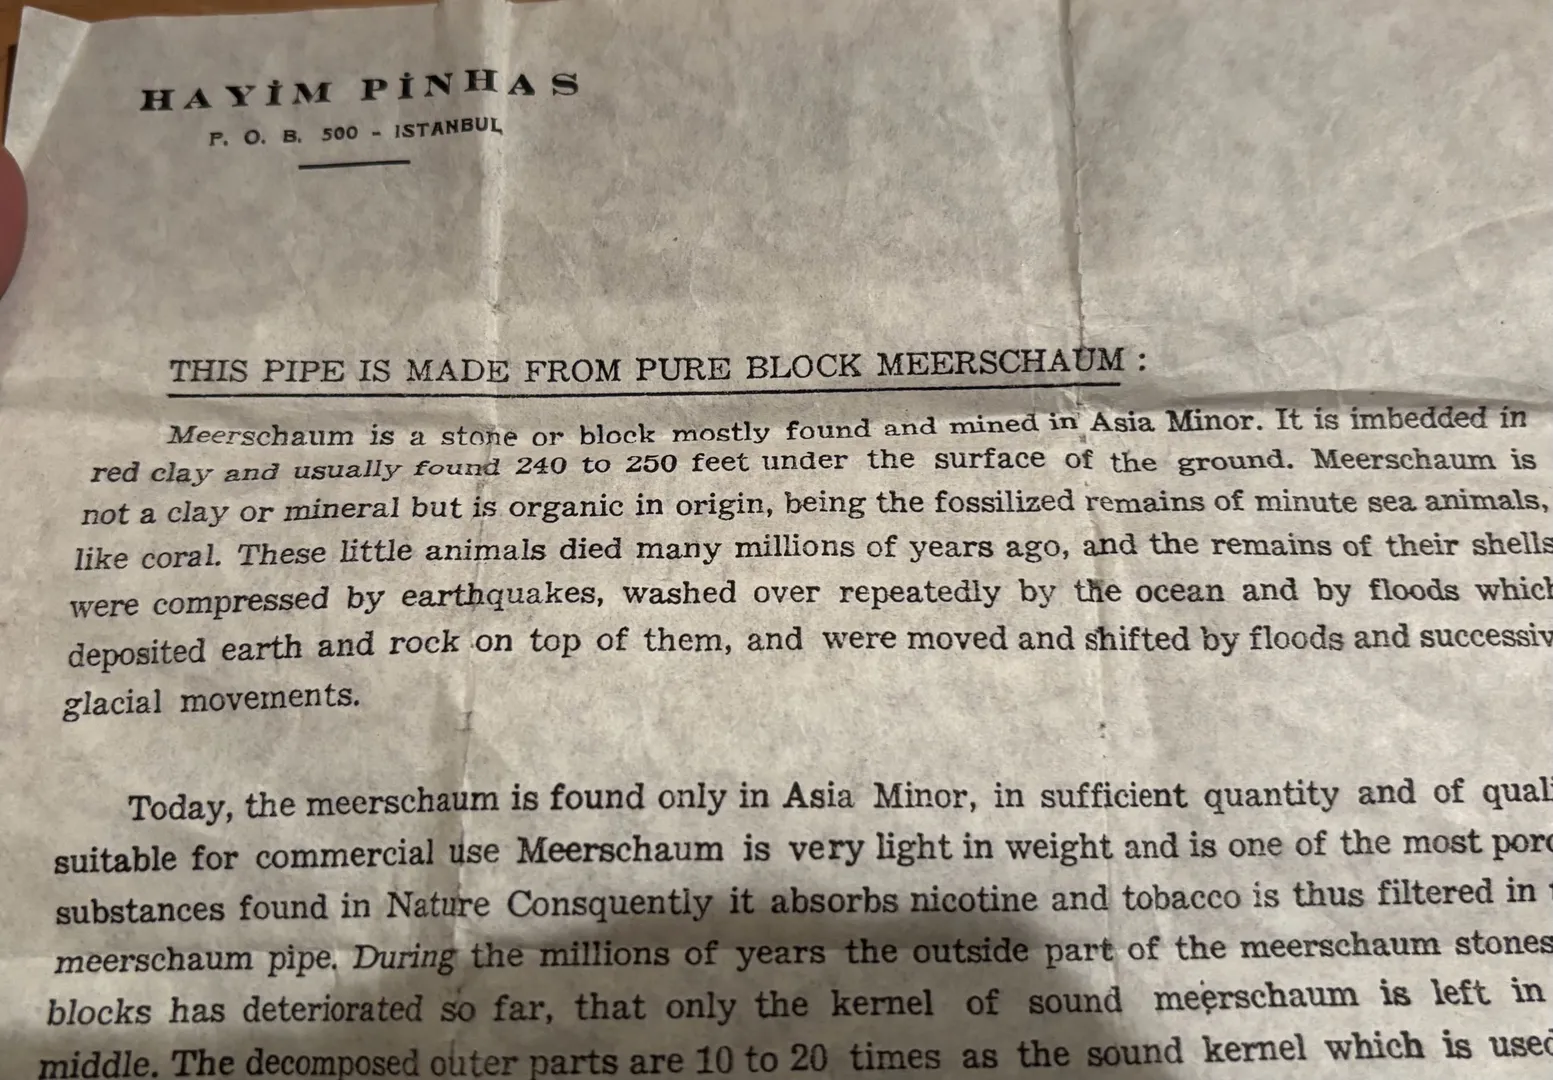 HAYİM PİNHAS
P. O. B. 500 - ISTANBUL
THIS PIPE IS MADE FROM PURE BLOCK MEERSCHAUM :
Meerschaum is a stone or block mostly found and mined in Asia Minor. It is imbedded in
red clay and usually found 240 to 250 feet under the surface of the ground. Meerschaum is
not a clay or mineral but is organic in origin, being the fossilized remains of minute sea animals,
like coral. These little animals died many millions of years ago, and the remains of their shells
were compressed by earthquakes, washed over repeatedly by the ocean and by floods which
deposited earth and rock on top of them, and were moved and shifted by floods and successiv
glacial movements.
Today, the meerschaum is found only in Asia Minor, in sufficient quantity and of quali
suitable for commercial use Meerschaum is very light in weight and is one of the most poro
substances found in Nature Consquently it absorbs nicotine and tobacco is thus filtered in
meerschaum pipe. During the millions of years the outside part of the meerschaum stones
blocks has deteriorated so far, that only the kernel of sound meerschaum is left in
middle. The decomposed outer parts are 10 to 20 times as the sound kernel which is used